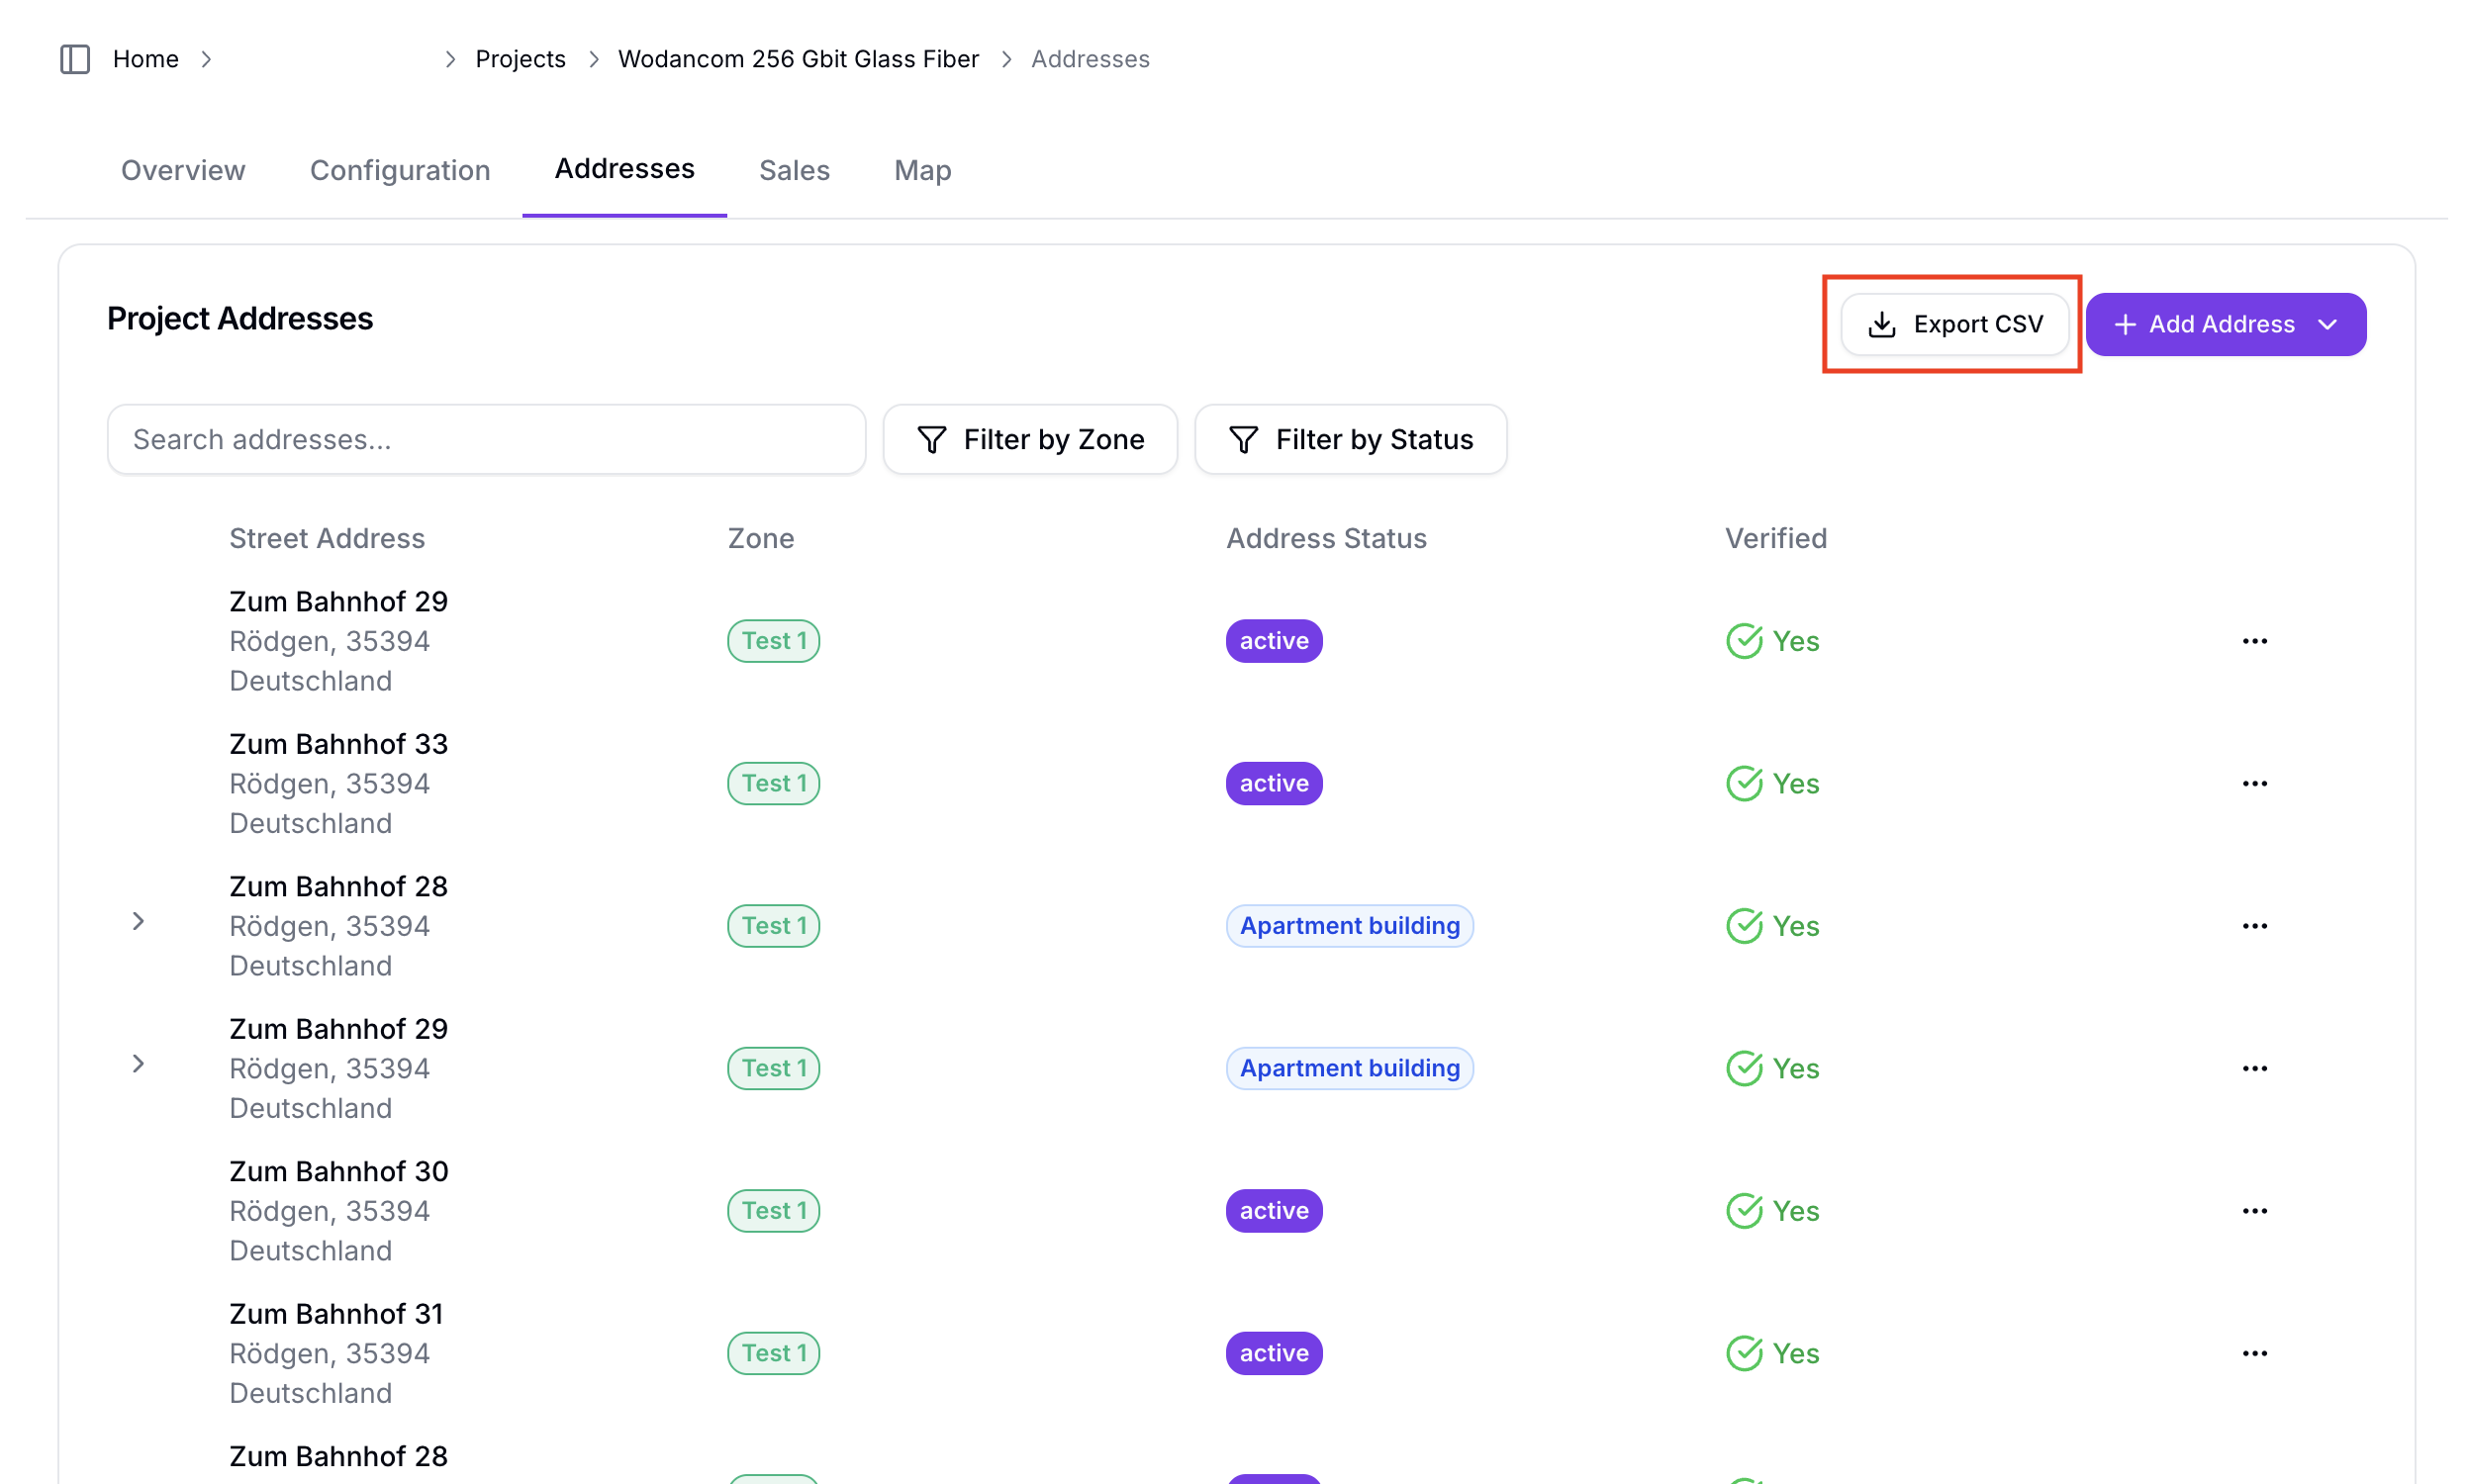 Home > > Projects > Wodancom 256 Gbit Glass Fiber > Addresses
Overview Configuration Addresses Sales Map
Project Addresses
Export CSV
+ Add Address
Search addresses...
Filter by Zone
Filter by Status
Street Address Zone Address Status Verified
Zum Bahnhof 29
Rödgen, 35394 Test 1 active Yes ...
Deutschland
Zum Bahnhof 33
Rödgen, 35394 Test 1 active Yes ...
Deutschland
Zum Bahnhof 28
> Rödgen, 35394 Test 1 Apartment building Yes ...
Deutschland
Zum Bahnhof 29
> Rödgen, 35394 Test 1 Apartment building Yes ...
Deutschland
Zum Bahnhof 30
Rödgen, 35394 Test 1 active Yes ...
Deutschland
Zum Bahnhof 31
Rödgen, 35394 Test 1 active Yes ...
Deutschland
Zum Bahnhof 28